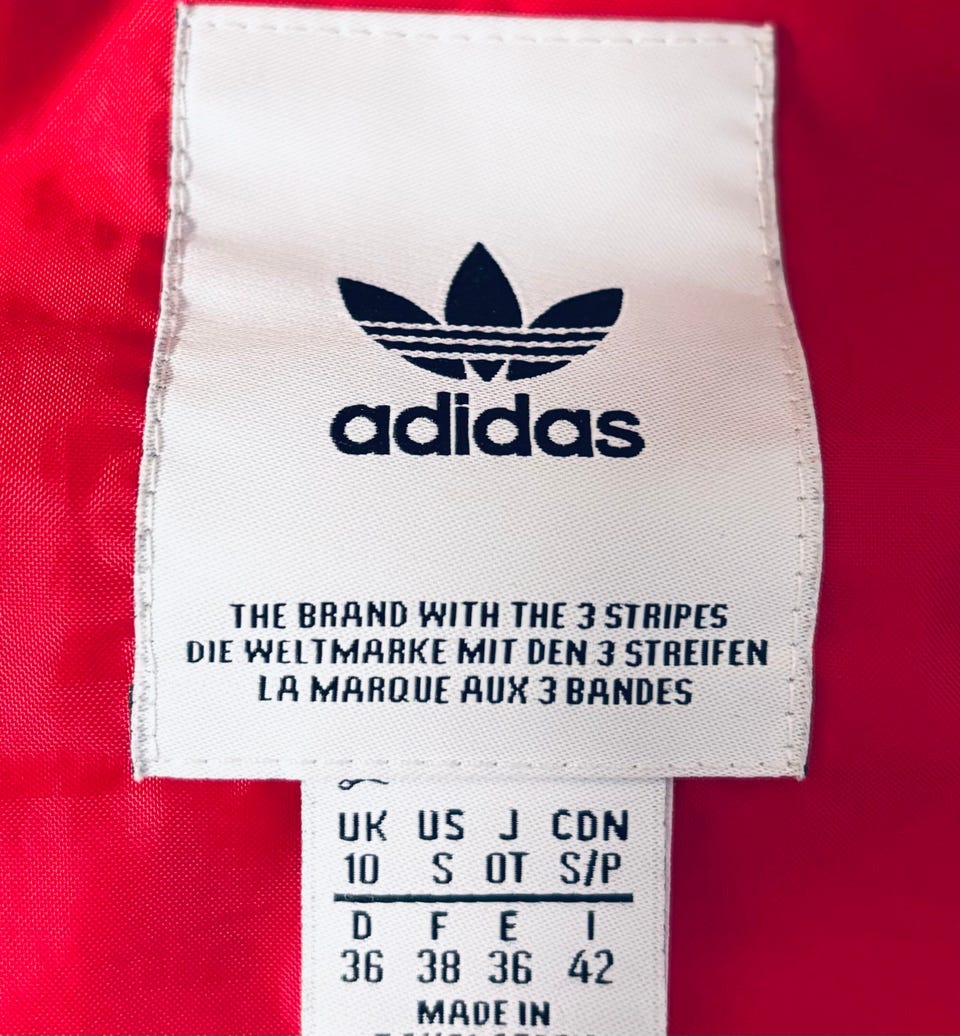 adidas
THE BRAND WITH THE 3 STRIPES
DIE WELTMARKE MIT DEN 3 STREIFEN
LA MARQUE AUX 3 BANDES
UK US J CDN
10 S OT S/P
D F E I
36 38 36 42
MADE IN